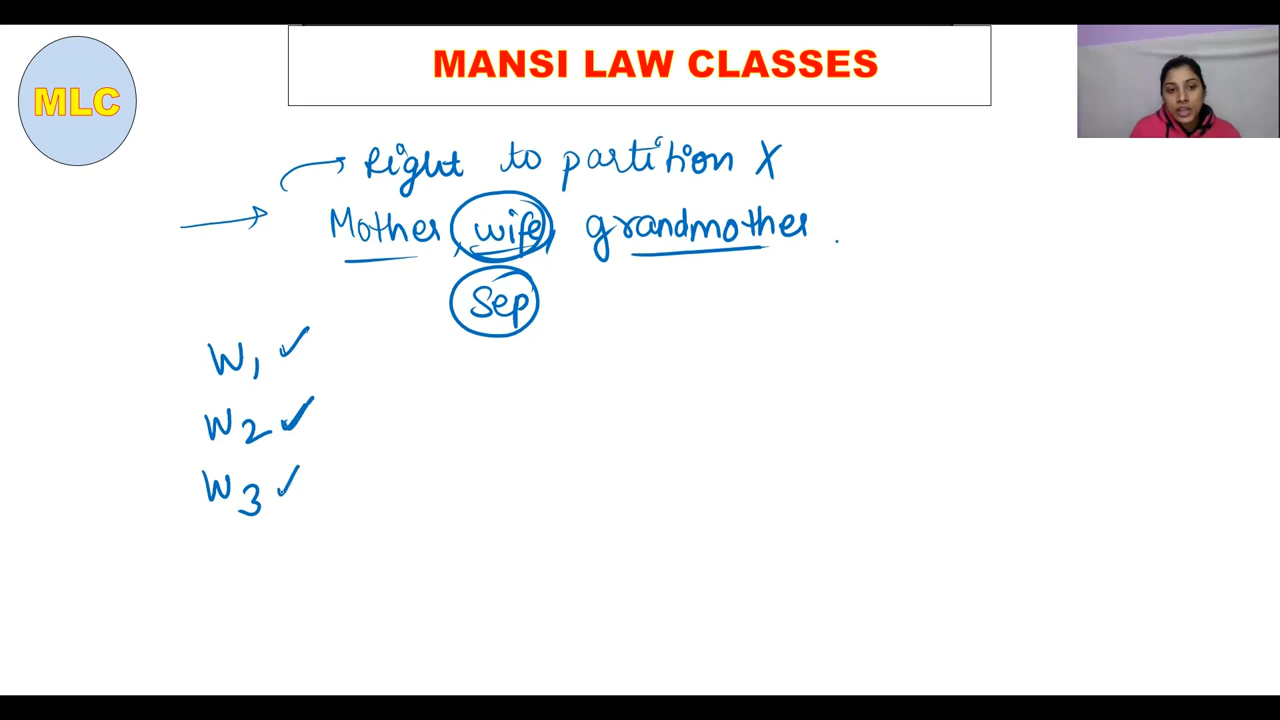 MANSI LAW CLASSES
MLC
Right to partition X
Mother, wife, grandmother.
Sep
W1 ✓
W2 ✓
W3 ✓